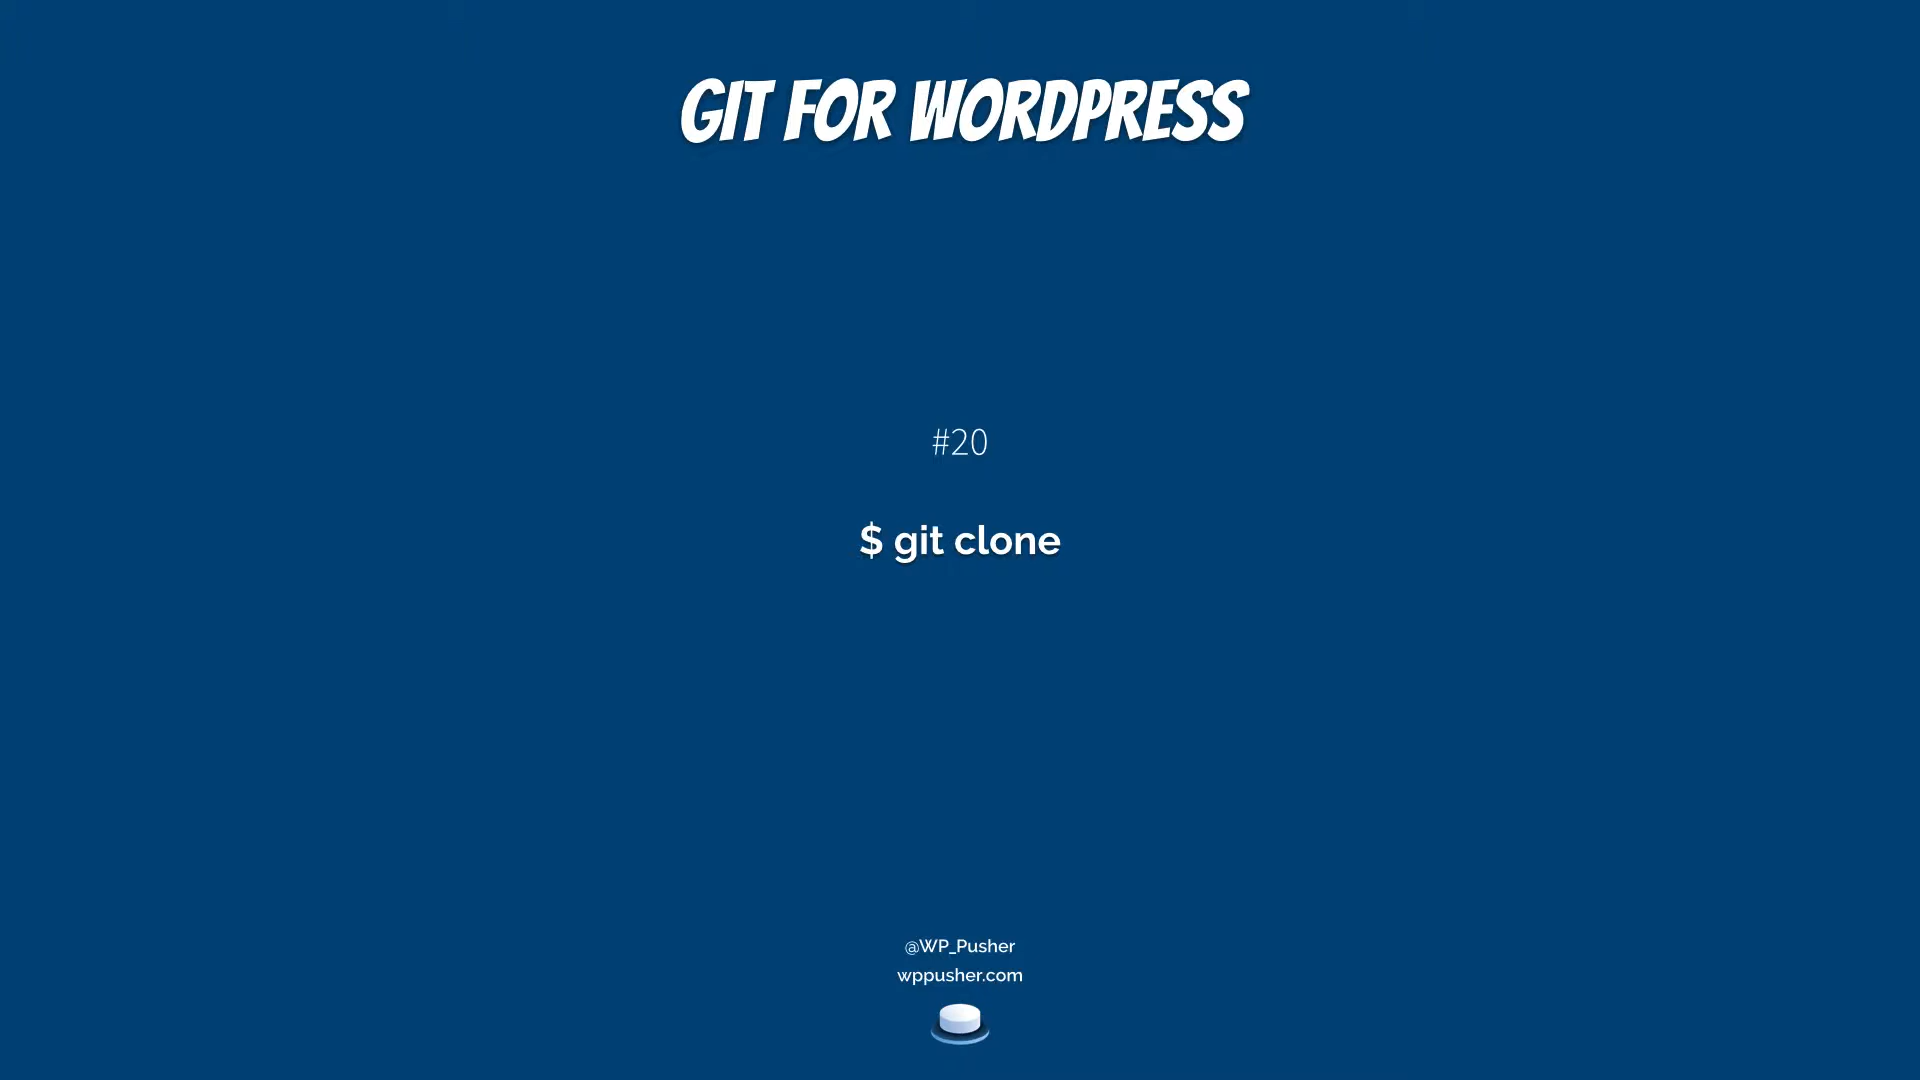 GIT FOR WORDPRESS
#20
$ git clone
@WP_Pusher
wppusher.com